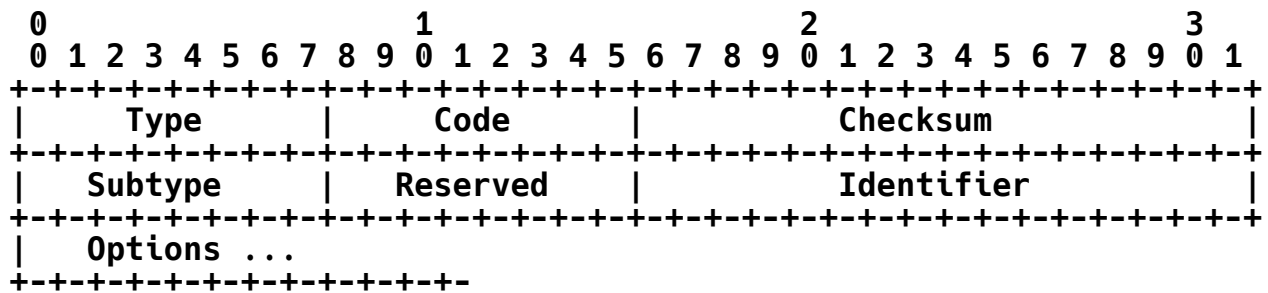 0                   1                   2                   3
 0 1 2 3 4 5 6 7 8 9 0 1 2 3 4 5 6 7 8 9 0 1 2 3 4 5 6 7 8 9 0 1
+-+-+-+-+-+-+-+-+-+-+-+-+-+-+-+-+-+-+-+-+-+-+-+-+-+-+-+-+-+-+-+-+
|     Type      |     Code      |          Checksum             |
+-+-+-+-+-+-+-+-+-+-+-+-+-+-+-+-+-+-+-+-+-+-+-+-+-+-+-+-+-+-+-+-+
|   Subtype     |   Reserved    |          Identifier           |
+-+-+-+-+-+-+-+-+-+-+-+-+-+-+-+-+-+-+-+-+-+-+-+-+-+-+-+-+-+-+-+-+
|   Options ...
+-+-+-+-+-+-+-+-+-+-+-+-